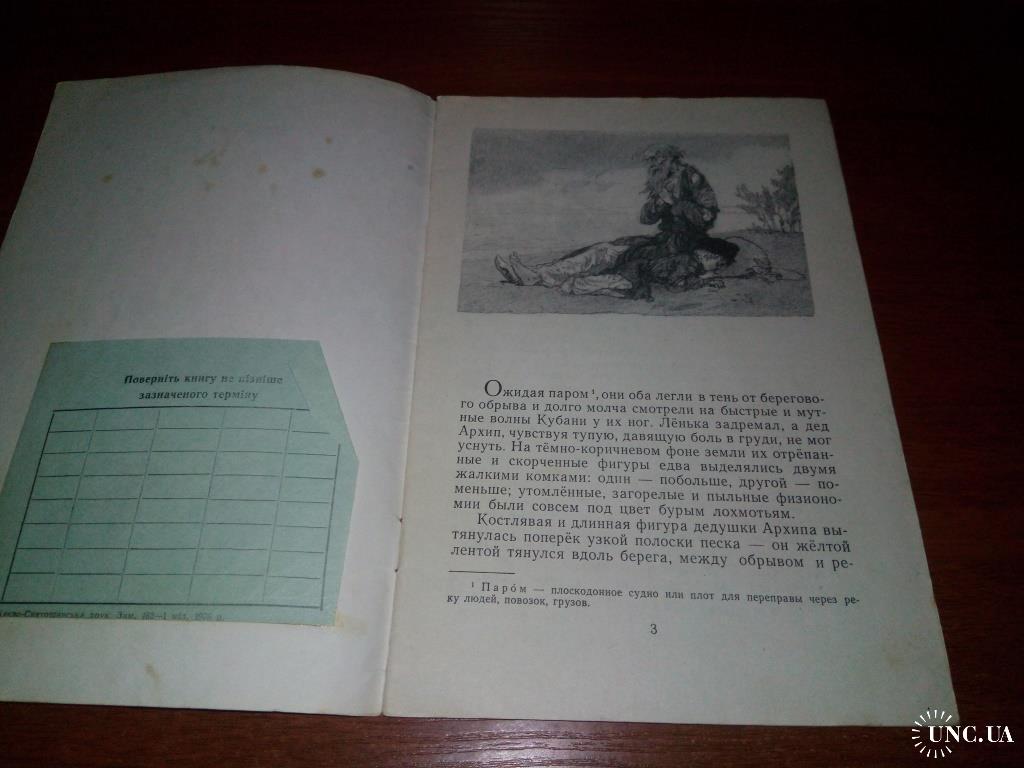 Поверніть книгу не пізніше
зазначеного терміну
Ожидая паром ¹, они оба легли в тень от берегово-
го обрыва и долго молча смотрели на быстрые и мут-
ные волны Кубани у их ног. Лёнька задремал, а дед
Архип, чувствуя тупую, давящую боль в груди, не мог
уснуть. На тёмно-коричневом фоне земли их отрёпан-
ные и скорченные фигуры едва выделялись двумя
жалкими комками: один — побольше, другой — по-
меньше; утомлённые, загорелые и пыльные физионо-
мии были совсем под цвет бурым лохмотьям.
Костлявая и длинная фигура дедушки Архипа вы-
тянулась поперёк узкой полоски песка — он жёлтой
лентой тянулся вдоль берега, между обрывом и ре-
¹ Паро́м — плоскодонное судно или плот для переправы через ре-
ку людей, повозок, грузов.
3
UNC.UA